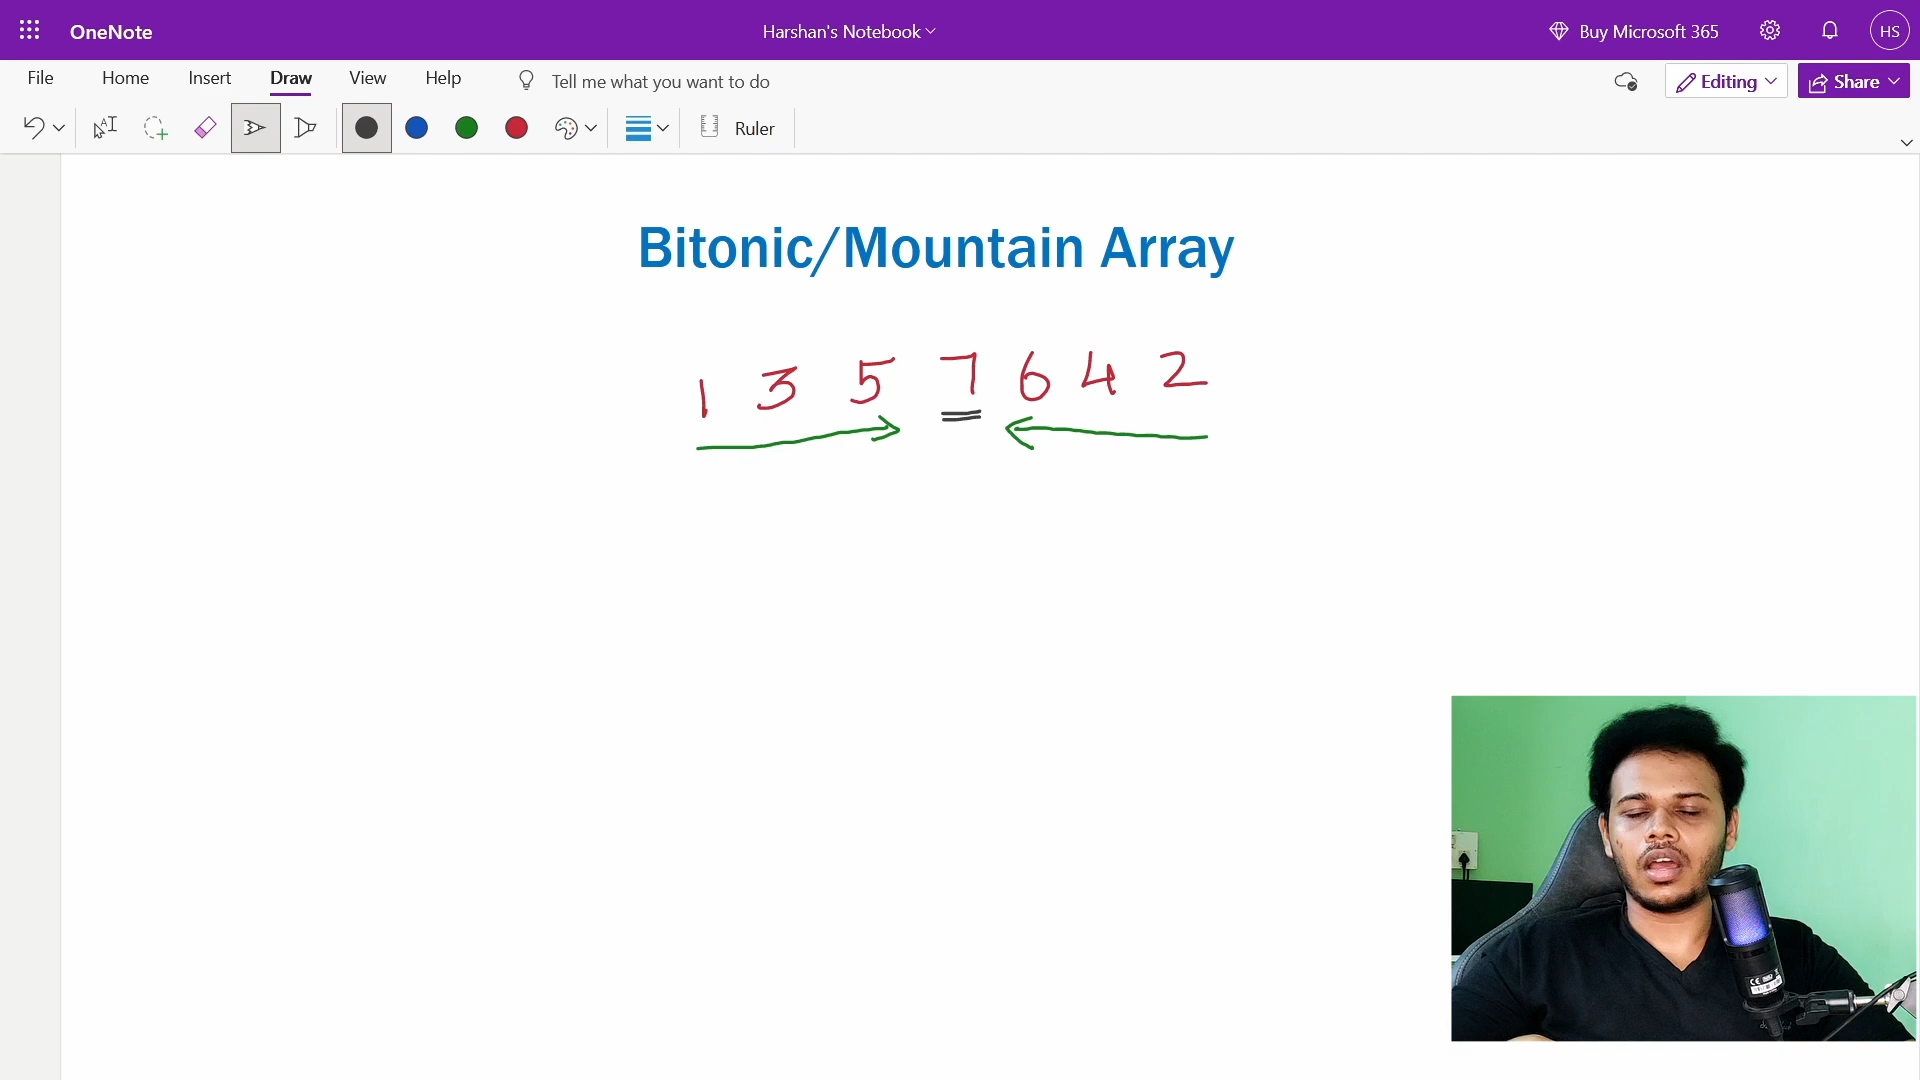 OneNote
Harshan's Notebook
Buy Microsoft 365
HS
File Home Insert Draw View Help Tell me what you want to do
Editing
Share
Ruler
Bitonic/Mountain Array
1 3 5 7 6 4 2